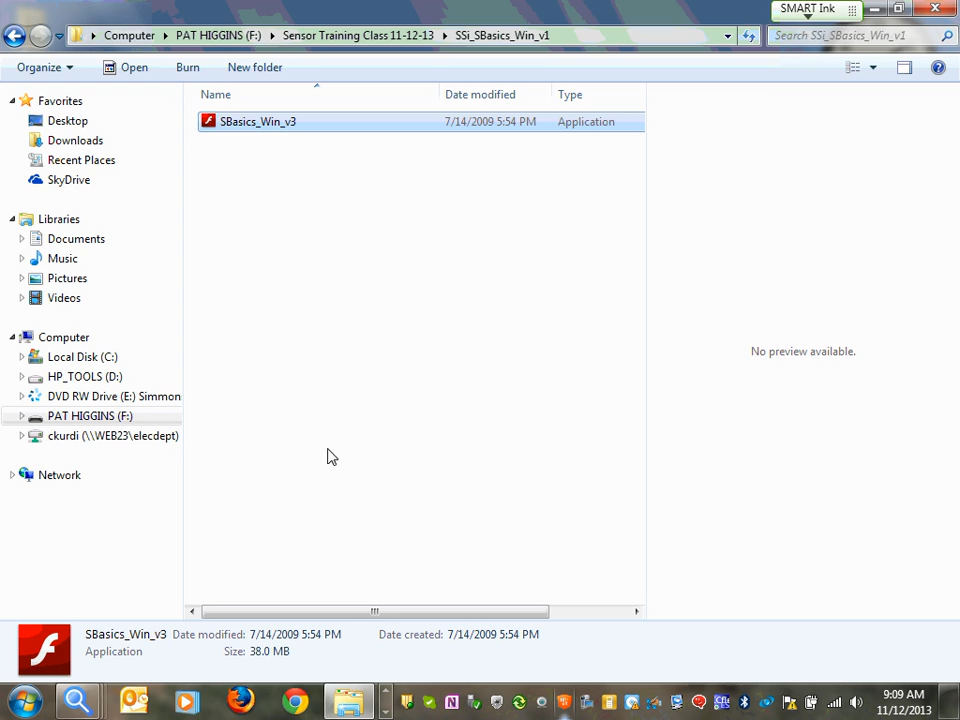 SMART Ink
Computer PAT HIGGINS (F:) Sensor Training Class 11-12-13 SSi_SBasics_Win_v1 Search SSi_SBasics_Win_v1
Organize Open Burn New folder
Name Date modified Type
SBasics_Win_v3 7/14/2009 5:54 PM Application
Favorites
Desktop
Downloads
Recent Places
SkyDrive
Libraries
Documents
Music
Pictures
Videos
Computer
Local Disk (C:)
HP_TOOLS (D:)
DVD RW Drive (E:) Simmon
PAT HIGGINS (F:)
ckurdi (\\WEB23\elecdept)
Network
No preview available.
SBasics_Win_v3 Date modified: 7/14/2009 5:54 PM Date created: 7/14/2009 5:54 PM
Application Size: 38.0 MB
9:09 AM
11/12/2013